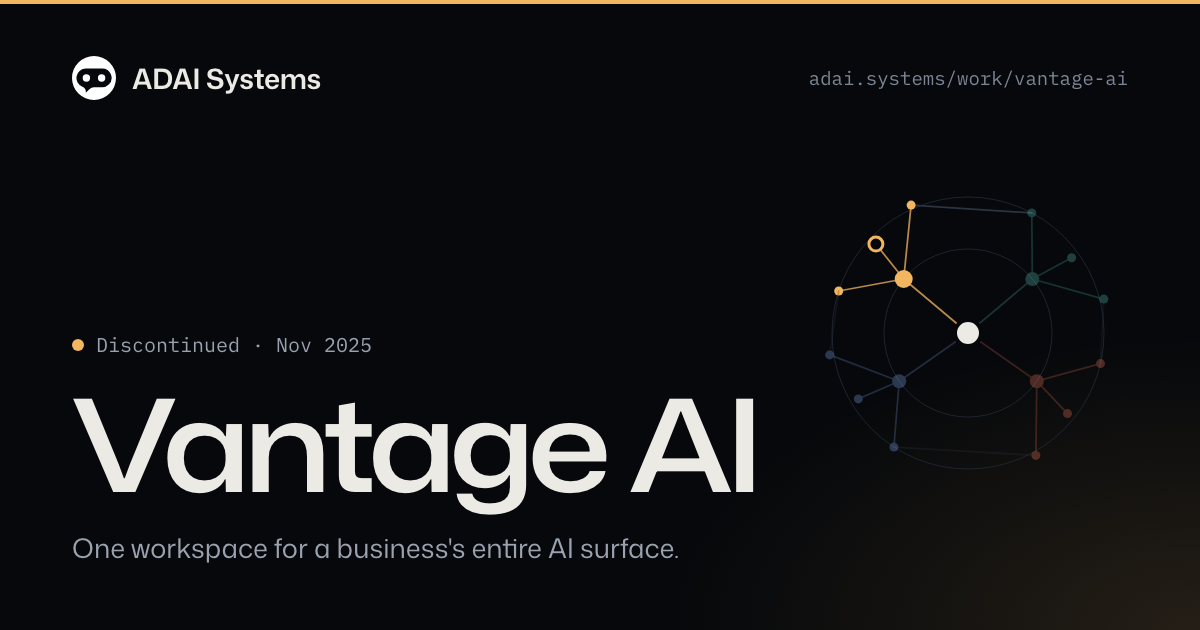 ADAI Systems
adai.systems/work/vantage-ai
Discontinued · Nov 2025
Vantage AI
One workspace for a business's entire AI surface.